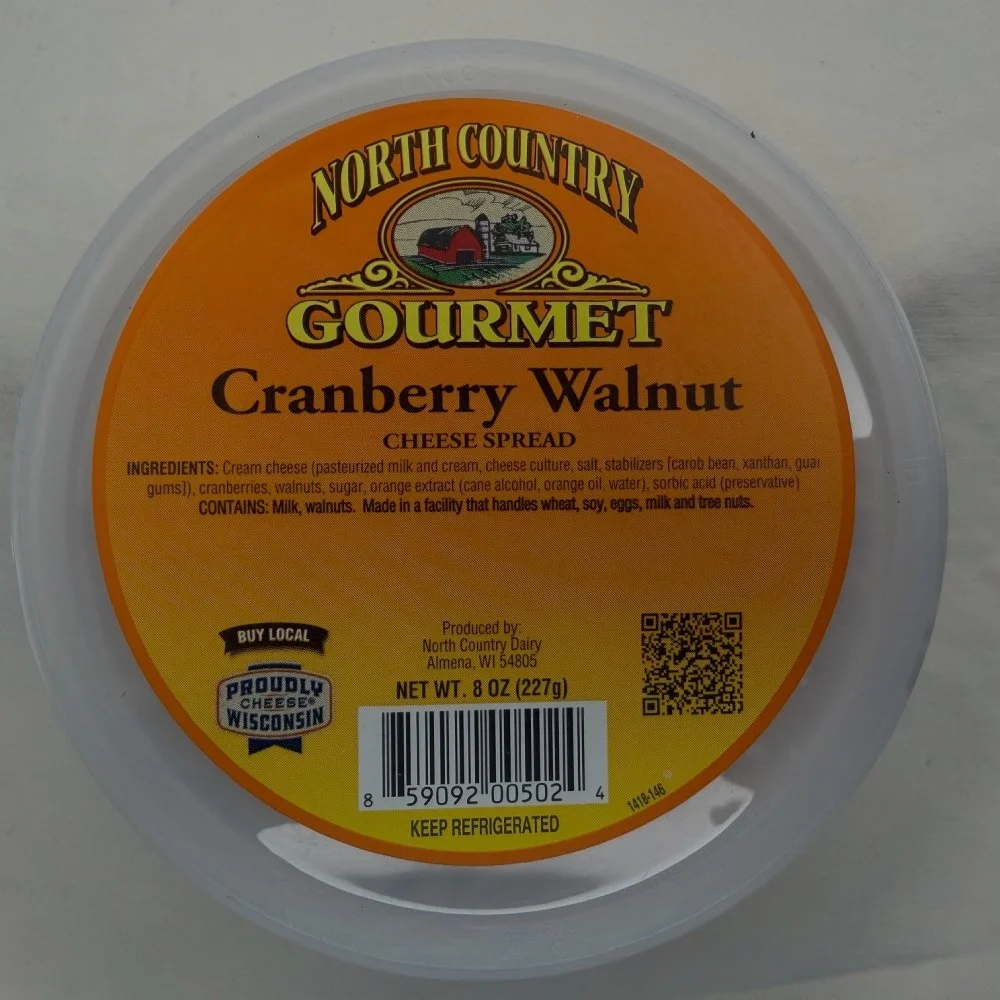 NORTH COUNTRY
GOURMET
Cranberry Walnut
CHEESE SPREAD
INGREDIENTS: Cream cheese (pasteurized milk and cream, cheese culture, salt, stabilizers [carob bean, xanthan, guar
gums]), cranberries, walnuts, sugar, orange extract (cane alcohol, orange oil, water), sorbic acid (preservative)
CONTAINS: Milk, walnuts. Made in a facility that handles wheat, soy, eggs, milk and tree nuts.
BUY LOCAL
PROUDLY
WISCONSIN
CHEESE®
Produced by:
North Country Dairy
Almena, WI 54805
NET WT. 8 OZ (227g)
8 59092 00502 4
KEEP REFRIGERATED
1418-146